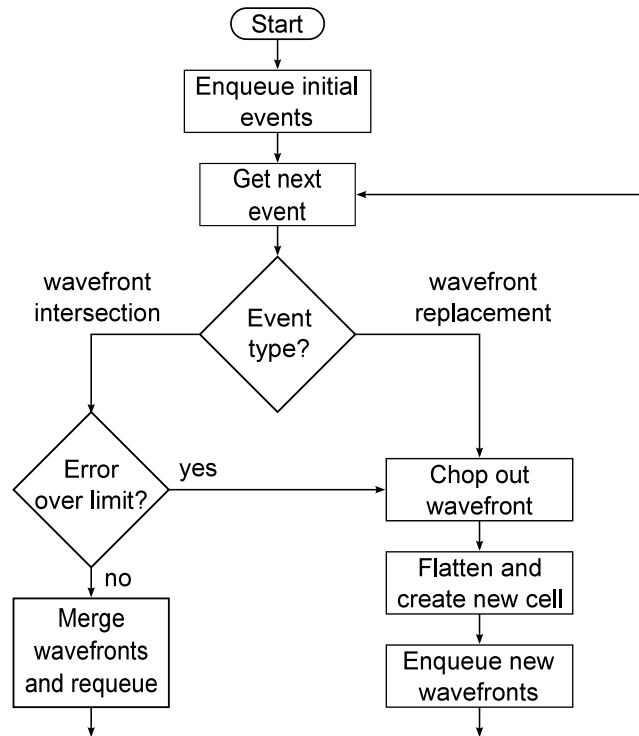 Start
Enqueue initial
events
Get next
event
wavefront
intersection
wavefront
replacement
Event
type?
Error
over limit?
yes
Chop out
wavefront
no
Flatten and
create new cell
Merge
wavefronts
and requeue
Enqueue new
wavefronts